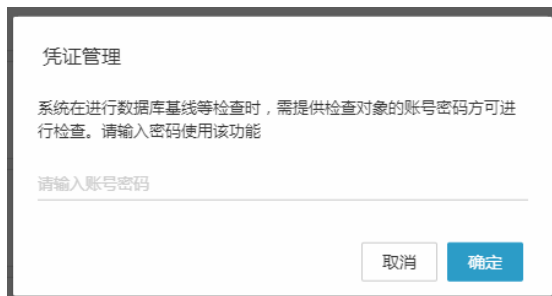 凭证管理
系统在进行数据库基线等检查时，需提供检查对象的账号密码方可进
行检查。请输入密码使用该功能
请输入账号密码
取消
确定